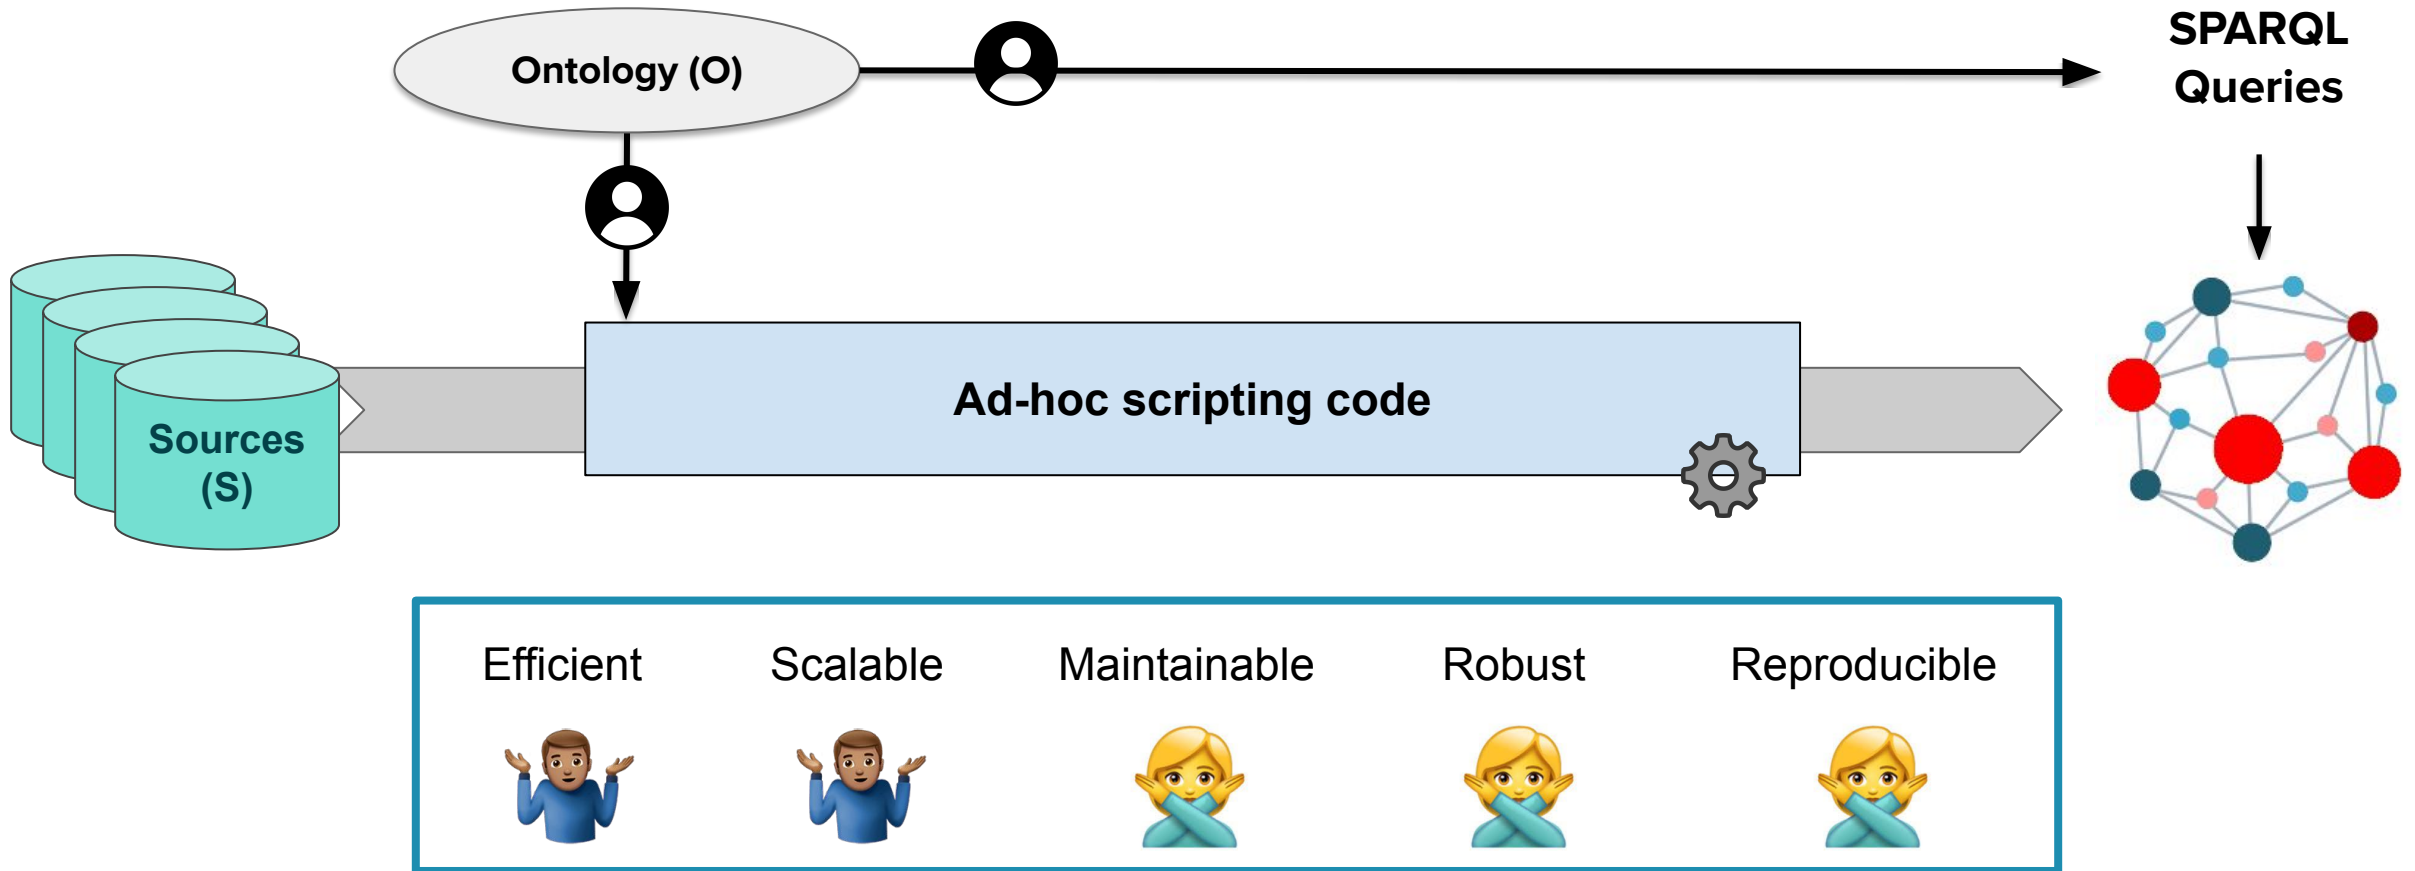 Ontology (O)
SPARQL
Queries
Sources
(S)
Ad-hoc scripting code
Efficient
Scalable
Maintainable
Robust
Reproducible